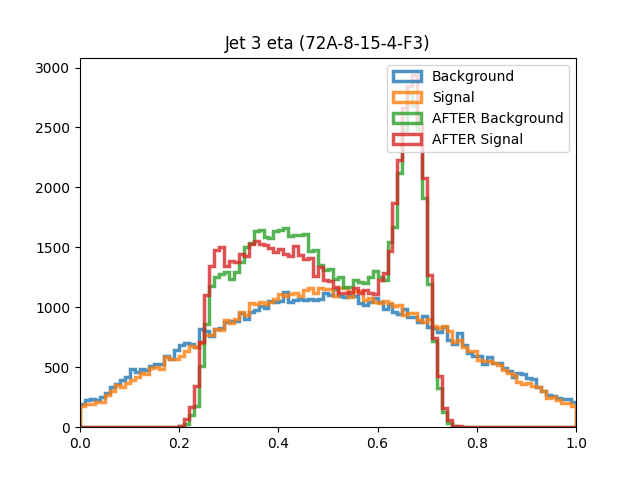 Jet 3 eta (72A-8-15-4-F3)
3000
2500
2000
1500
1000
500
0
Background
Signal
AFTER Background
AFTER Signal
0.0 0.2 0.4 0.6 0.8 1.0